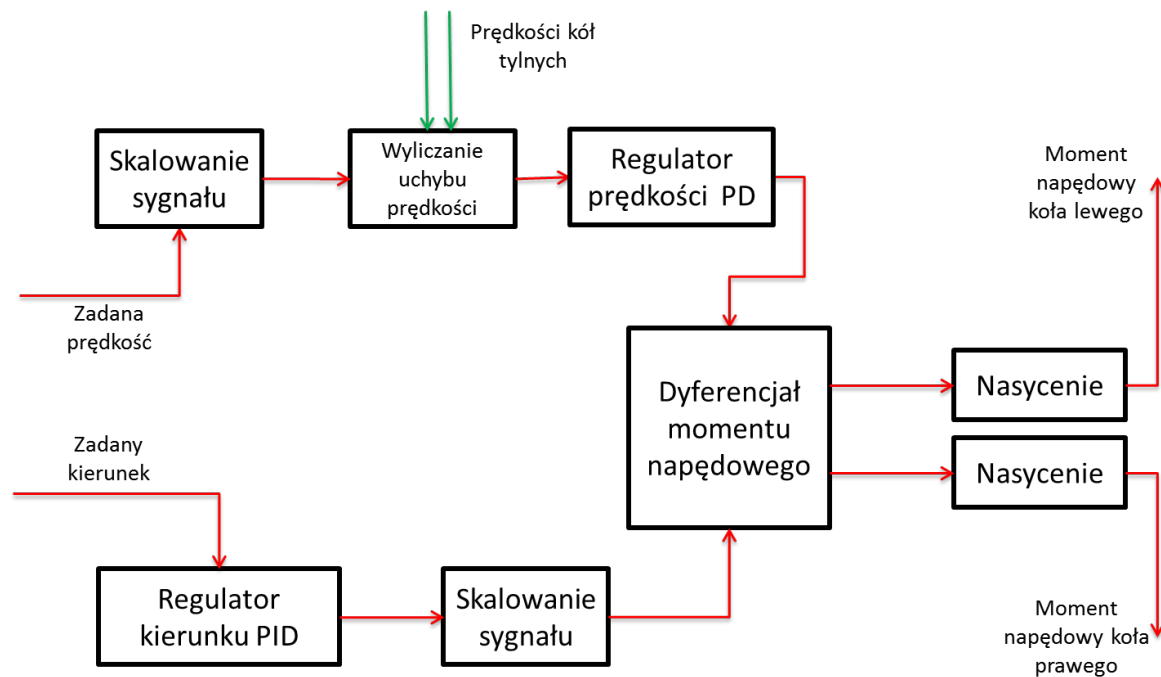 Prędkości kół
tylnych
Skalowanie
sygnału
Wyliczanie
uchybu
prędkości
Regulator
prędkości PD
Moment
napędowy
koła lewego
Zadana
prędkość
Dyferencjał
momentu
napędowego
Nasycenie
Nasycenie
Zadany
kierunek
Regulator
kierunku PID
Skalowanie
sygnału
Moment
napędowy koła
prawego